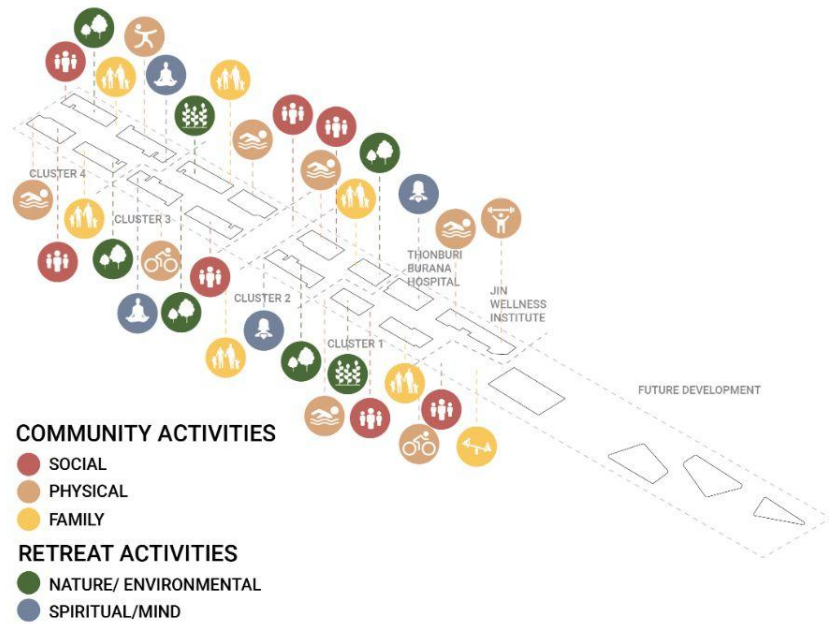 CLUSTER 4
CLUSTER 3
THONBURI
BURANA
HOSPITAL
CLUSTER 2
JIN
WELLNESS
INSTITUTE
CLUSTER 1
FUTURE DEVELOPMENT
COMMUNITY ACTIVITIES
SOCIAL
PHYSICAL
FAMILY
RETREAT ACTIVITIES
NATURE/ ENVIRONMENTAL
SPIRITUAL/MIND